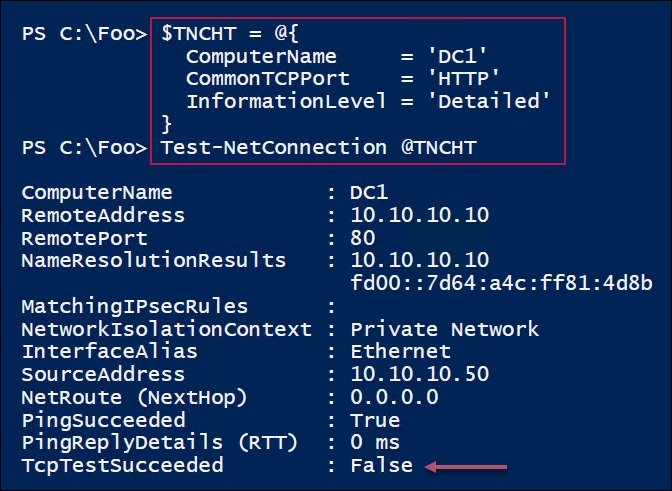 PS C:\Foo> $TNCHT = @{
ComputerName = 'DC1'
CommonTCPPort = 'HTTP'
InformationLevel = 'Detailed'
}
PS C:\Foo> Test-NetConnection @TNCHT
ComputerName : DC1
RemoteAddress : 10.10.10.10
RemotePort : 80
NameResolutionResults : 10.10.10.10
fd00::7d64:a4c:ff81:4d8b
MatchingIPsecRules :
NetworkIsolationContext : Private Network
InterfaceAlias : Ethernet
SourceAddress : 10.10.10.50
NetRoute (NextHop) : 0.0.0.0
PingSucceeded : True
PingReplyDetails (RTT) : 0 ms
TcpTestSucceeded : False